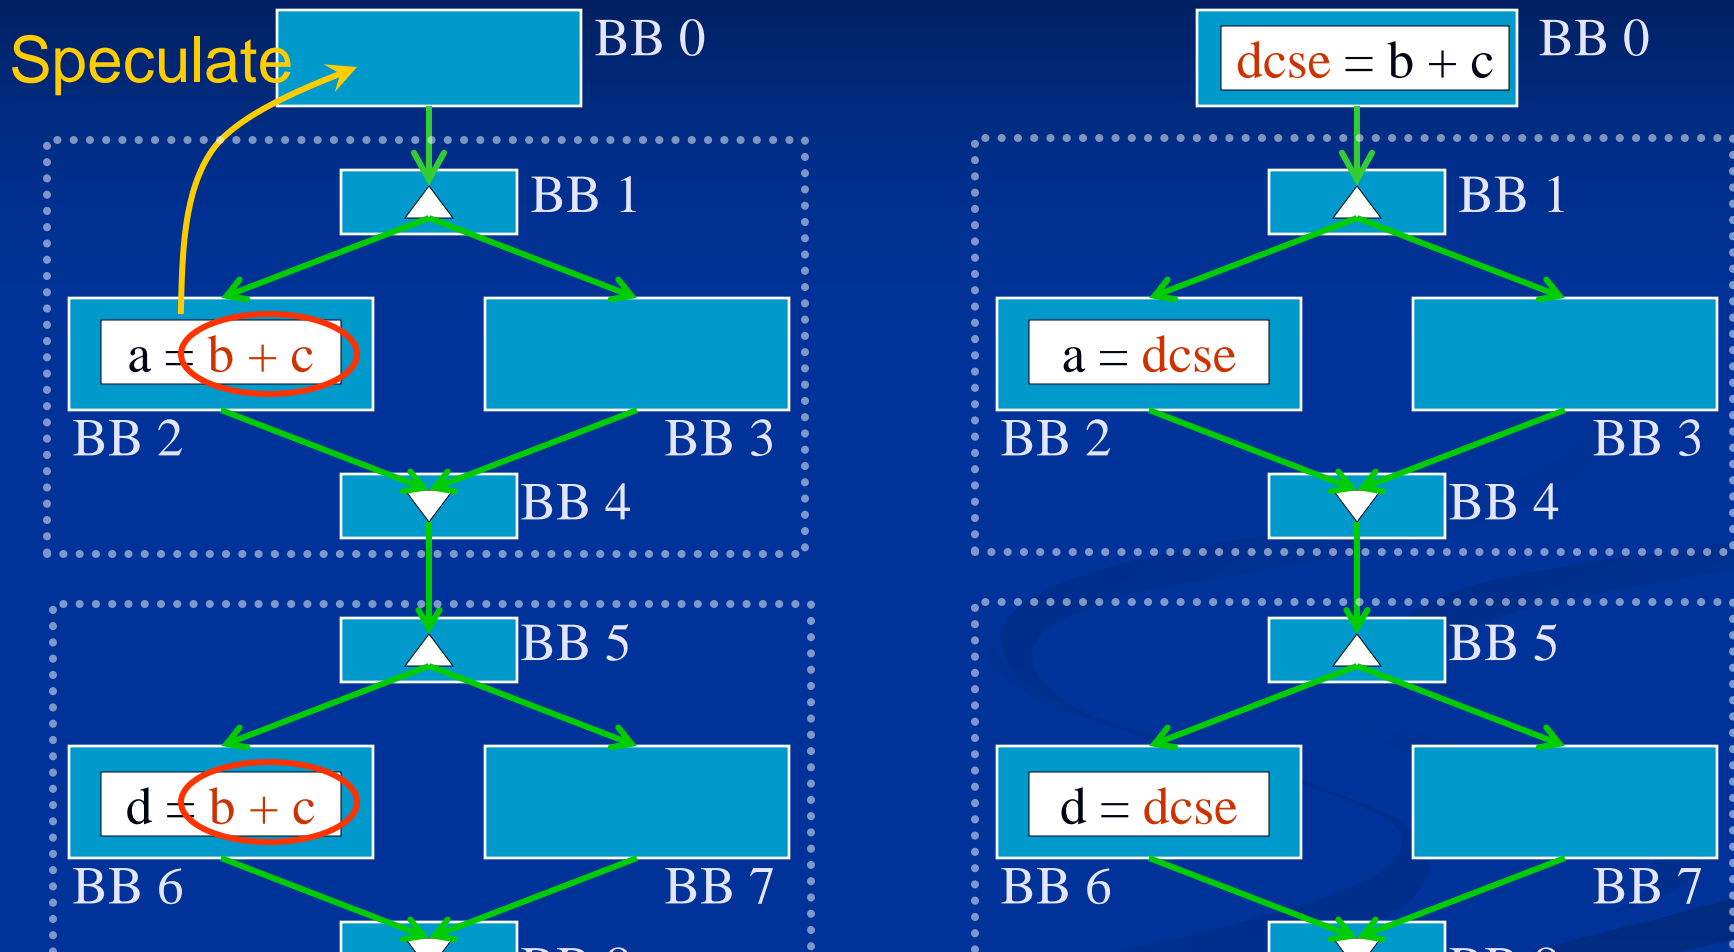 Speculate
BB 0
BB 1
a = b + c
BB 2
BB 3
BB 4
BB 5
d = b + c
BB 6
BB 7
dcse = b + c
BB 0
BB 1
a = dcse
BB 2
BB 3
BB 4
BB 5
d = dcse
BB 6
BB 7